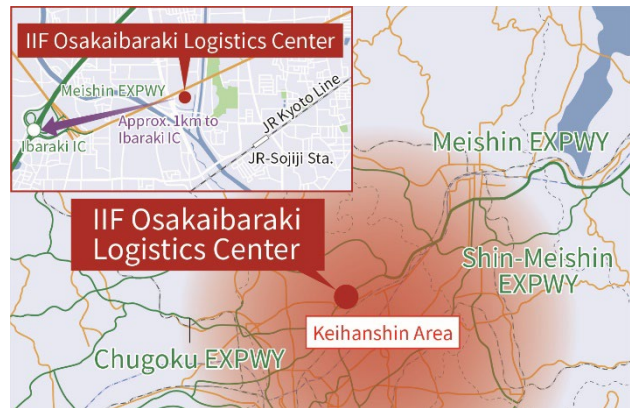 IIF Osakaibaraki Logistics Center
Meishin EXPWY
Approx. 1km to
Ibaraki IC
Ibaraki IC
JR Kyoto Line
JR-Sojiji Sta.
Meishin EXPWY
IIF Osakaibaraki
Logistics Center
Shin-Meishin
EXPWY
Keihanshin Area
Chugoku EXPWY